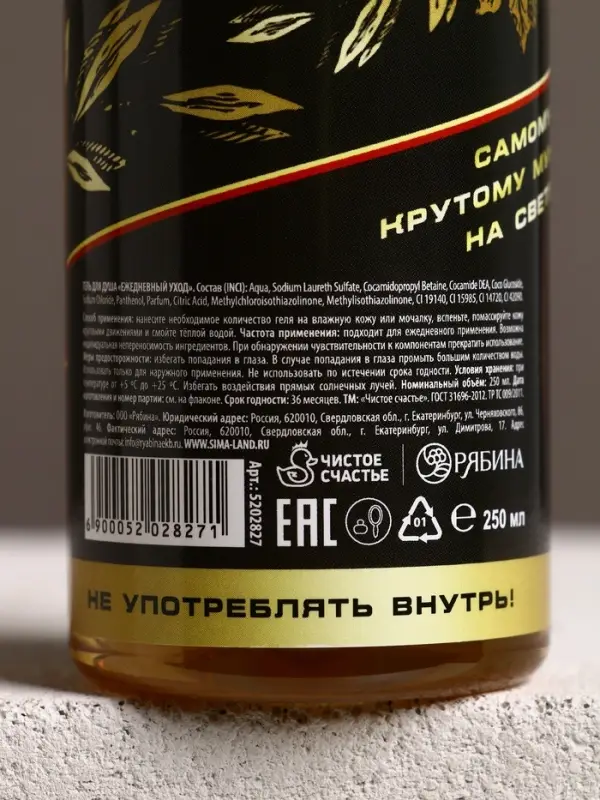 САМОМУ
КРУТОМУ
НА СВЕТ
ГЕЛЬ ДЛЯ ДУША «ЕЖЕДНЕВНЫЙ УХОД». Состав (INCI): Aqua, Sodium Laureth Sulfate, Cocamidopropyl Betaine, Cocamide DEA, Coco Glucoside,
Sodium Chloride, Panthenol, Parfum, Citric Acid, Methylchloroisothiazolinone, Methylisothiazolinone, CI 19140, CI 15985, CI 14720, CI 42090.
Способ применения: нанесите необходимое количество геля на влажную кожу или мочалку, вспеньте, помассируйте кожу
круговыми движениями и смойте тёплой водой. Частота применения: подходит для ежедневного применения. Возможна
индивидуальная непереносимость ингредиентов. При обнаружении чувствительности к компонентам прекратите использование.
Меры предосторожности: избегать попадания в глаза. В случае попадания в глаза промыть большим количеством воды.
Использовать только для наружного применения. Не использовать по истечении срока годности. Условия хранения: при
температуре от +5 °C до +25 °C. Избегать воздействия прямых солнечных лучей. Номинальный объём: 250 мл. Дата
изготовления и номер партии: см. на флаконе. Срок годности: 36 месяцев. ТМ: «Чистое счастье». ГОСТ 31696-2012. ТР ТС 009/2011.
Изготовитель: ООО «Рябина». Юридический адрес: Россия, 620010, Свердловская обл., г. Екатеринбург, ул. Черняховского, 86,
Фактический адрес: Россия, 620010, Свердловская обл., г. Екатеринбург, ул. Димитрова, 17. Адрес
электронной почты: info@ryabinaekb.ru. WWW.SIMA-LAND.RU
Арт.: 5202827
ЧИСТОЕ
СЧАСТЬЕ
РЯБИНА
6 900052 028271
EAC
01
℮ 250 мл
НЕ УПОТРЕБЛЯТЬ ВНУТРЬ!